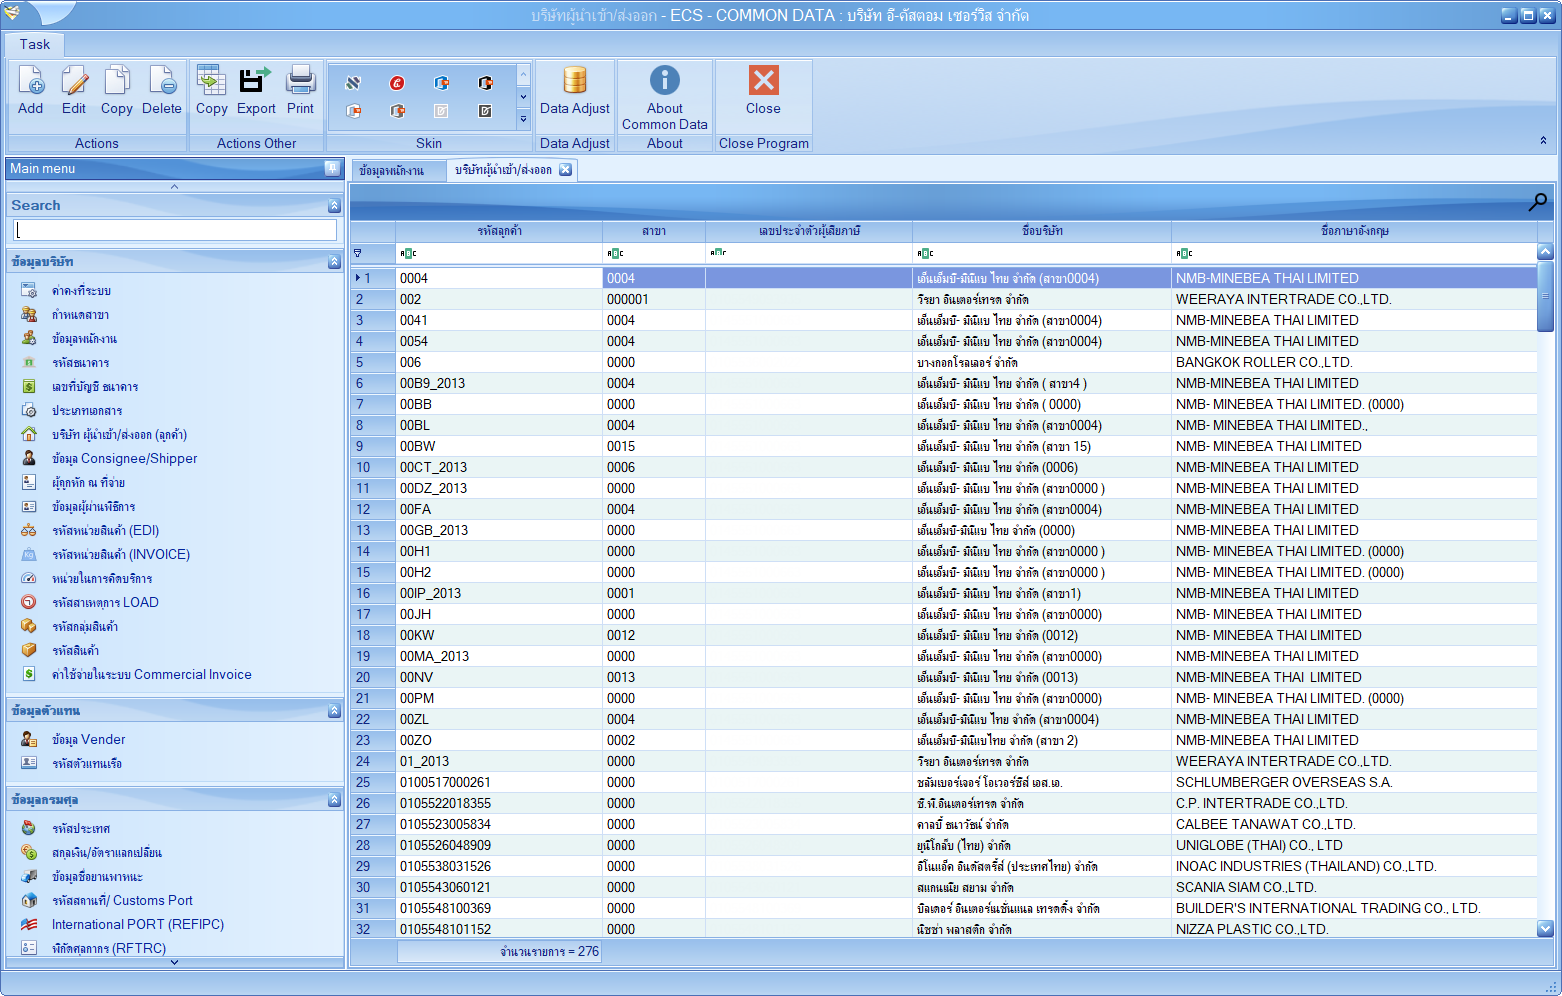 บริษัทผู้นำเข้า/ส่งออก - ECS - COMMON DATA : บริษัท อี-คัสตอม เซอร์วิส จำกัด
Task
Add Edit Copy Delete Copy Export Print Data Adjust About Common Data Close
Actions Actions Other Skin Data Adjust About Close Program
Main menu
Search
ข้อมูลบริษัท
ค่าคงที่ระบบ
กำหนดสาขา
ข้อมูลพนักงาน
รหัสธนาคาร
เลขที่บัญชี ธนาคาร
ประเภทเอกสาร
บริษัท ผู้นำเข้า/ส่งออก (ลูกค้า)
ข้อมูล Consignee/Shipper
ผู้ถูกหัก ณ ที่จ่าย
ข้อมูลผู้ผ่านพิธีการ
รหัสหน่วยสินค้า (EDI)
รหัสหน่วยสินค้า (INVOICE)
หน่วยในการคิดบริการ
รหัสสาเหตุการ LOAD
รหัสกลุ่มสินค้า
รหัสสินค้า
ค่าใช้จ่ายในระบบ Commercial Invoice
ข้อมูลตัวแทน
ข้อมูล Vender
รหัสตัวแทนเรือ
ข้อมูลกรมศุล
รหัสประเทศ
สกุลเงิน/อัตราแลกเปลี่ยน
ข้อมูลชื่อยานพาหนะ
รหัสสถานที่/ Customs Port
International PORT (REFIPC)
พิกัดศุลกากร (RFTRC)
ข้อมูลพนักงาน บริษัทผู้นำเข้า/ส่งออก
รหัสลูกค้า สาขา เลขประจำตัวผู้เสียภาษี ชื่อบริษัท ชื่อภาษาอังกฤษ
1 0004 0004 เอ็นเอ็มบี-มินิแบ ไทย จำกัด (สาขา0004) NMB-MINEBEA THAI LIMITED
2 002 000001 วีรยา อินเตอร์เทรด จำกัด WEERAYA INTERTRADE CO.,LTD.
3 0041 0004 เอ็นเอ็มบี- มินิแบ ไทย จำกัด (สาขา0004) NMB-MINEBEA THAI LIMITED
4 0054 0004 เอ็นเอ็มบี- มินิแบ ไทย จำกัด (สาขา0004) NMB-MINEBEA THAI LIMITED
5 006 0000 บางกอกโรลเลอร์ จำกัด BANGKOK ROLLER CO.,LTD.
6 00B9_2013 0004 เอ็นเอ็มบี- มินิแบ ไทย จำกัด ( สาขา4 ) NMB-MINEBEA THAI LIMITED
7 00BB 0000 เอ็นเอ็มบี- มินิแบ ไทย จำกัด ( 0000) NMB- MINEBEA THAI LIMITED. (0000)
8 00BL 0004 เอ็นเอ็มบี- มินิแบ ไทย จำกัด (สาขา0004) NMB- MINEBEA THAI LIMITED.,
9 00BW 0015 เอ็นเอ็มบี- มินิแบ ไทย จำกัด (สาขา 15) NMB- MINEBEA THAI LIMITED
10 00CT_2013 0006 เอ็นเอ็มบี- มินิแบ ไทย จำกัด (0006) NMB-MINEBEA THAI LIMITED
11 00DZ_2013 0000 เอ็นเอ็มบี- มินิแบ ไทย จำกัด (สาขา0000 ) NMB-MINEBEA THAI LIMITED
12 00FA 0004 เอ็นเอ็มบี- มินิแบ ไทย จำกัด (สาขา0004) NMB-MINEBEA THAI LIMITED
13 00GB_2013 0000 เอ็นเอ็มบี-มินิแบ ไทย จำกัด (0000) NMB-MINEBEA THAI LIMITED
14 00H1 0000 เอ็นเอ็มบี- มินิแบ ไทย จำกัด (สาขา0000 ) NMB- MINEBEA THAI LIMITED. (0000)
15 00H2 0000 เอ็นเอ็มบี- มินิแบ ไทย จำกัด (สาขา0000 ) NMB- MINEBEA THAI LIMITED. (0000)
16 00IP_2013 0001 เอ็นเอ็มบี- มินิแบ ไทย จำกัด (สาขา1) NMB-MINEBEA THAI LIMITED
17 00JH 0000 เอ็นเอ็มบี- มินิแบ ไทย จำกัด (สาขา0000) NMB-MINEBEA THAI LIMITED
18 00KW 0012 เอ็นเอ็มบี- มินิแบ ไทย จำกัด (0012) NMB-MINEBEA THAI LIMITED
19 00MA_2013 0000 เอ็นเอ็มบี- มินิแบ ไทย จำกัด (สาขา0000) NMB-MINEBEA THAI LIMITED
20 00NV 0013 เอ็นเอ็มบี- มินิแบ ไทย จำกัด (0013) NMB-MINEBEA THAI LIMITED
21 00PM 0000 เอ็นเอ็มบี- มินิแบ ไทย จำกัด (สาขา0000) NMB- MINEBEA THAI LIMITED. (0000)
22 00ZL 0004 เอ็นเอ็มบี-มินิแบ ไทย จำกัด (สาขา0004) NMB-MINEBEA THAI LIMITED
23 00ZO 0002 เอ็นเอ็มบี-มินิแบไทย จำกัด (สาขา 2) NMB-MINEBEA THAI LIMITED
24 01_2013 0000 วีรยา อินเตอร์เทรด จำกัด WEERAYA INTERTRADE CO.,LTD.
25 0100517000261 0000 ชลัมเบอร์เจอร์ โอเวอร์ซีส์ เอส.เอ. SCHLUMBERGER OVERSEAS S.A.
26 0105522018355 0000 ซี.พี.อินเตอร์เทรด จำกัด C.P. INTERTRADE CO.,LTD.
27 0105523005834 0000 คาลบี้ ธนาวัธน์ จำกัด CALBEE TANAWAT CO.,LTD.
28 0105526048909 0000 ยูนิโกล็บ (ไทย) จำกัด UNIGLOBE (THAI) CO., LTD
29 0105538031526 0000 อิโนแอ็ค อินดัสตรี้ส์ (ประเทศไทย) จำกัด INOAC INDUSTRIES (THAILAND) CO.,LTD.
30 0105543060121 0000 สแกนเนีย สยาม จำกัด SCANIA SIAM CO.,LTD.
31 0105548100369 0000 บิลเดอร์ อินเตอร์เนชั่นแนล เทรดดิ้ง จำกัด BUILDER'S INTERNATIONAL TRADING CO., LTD.
32 0105548101152 0000 นิซซ่า พลาสติก จำกัด NIZZA PLASTIC CO.,LTD.
จำนวนรายการ = 276